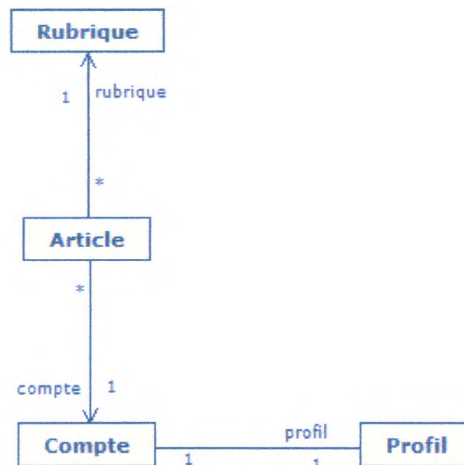 Rubrique
1 rubrique
*
Article
*
compte 1
Compte
profil
Profil
1
1